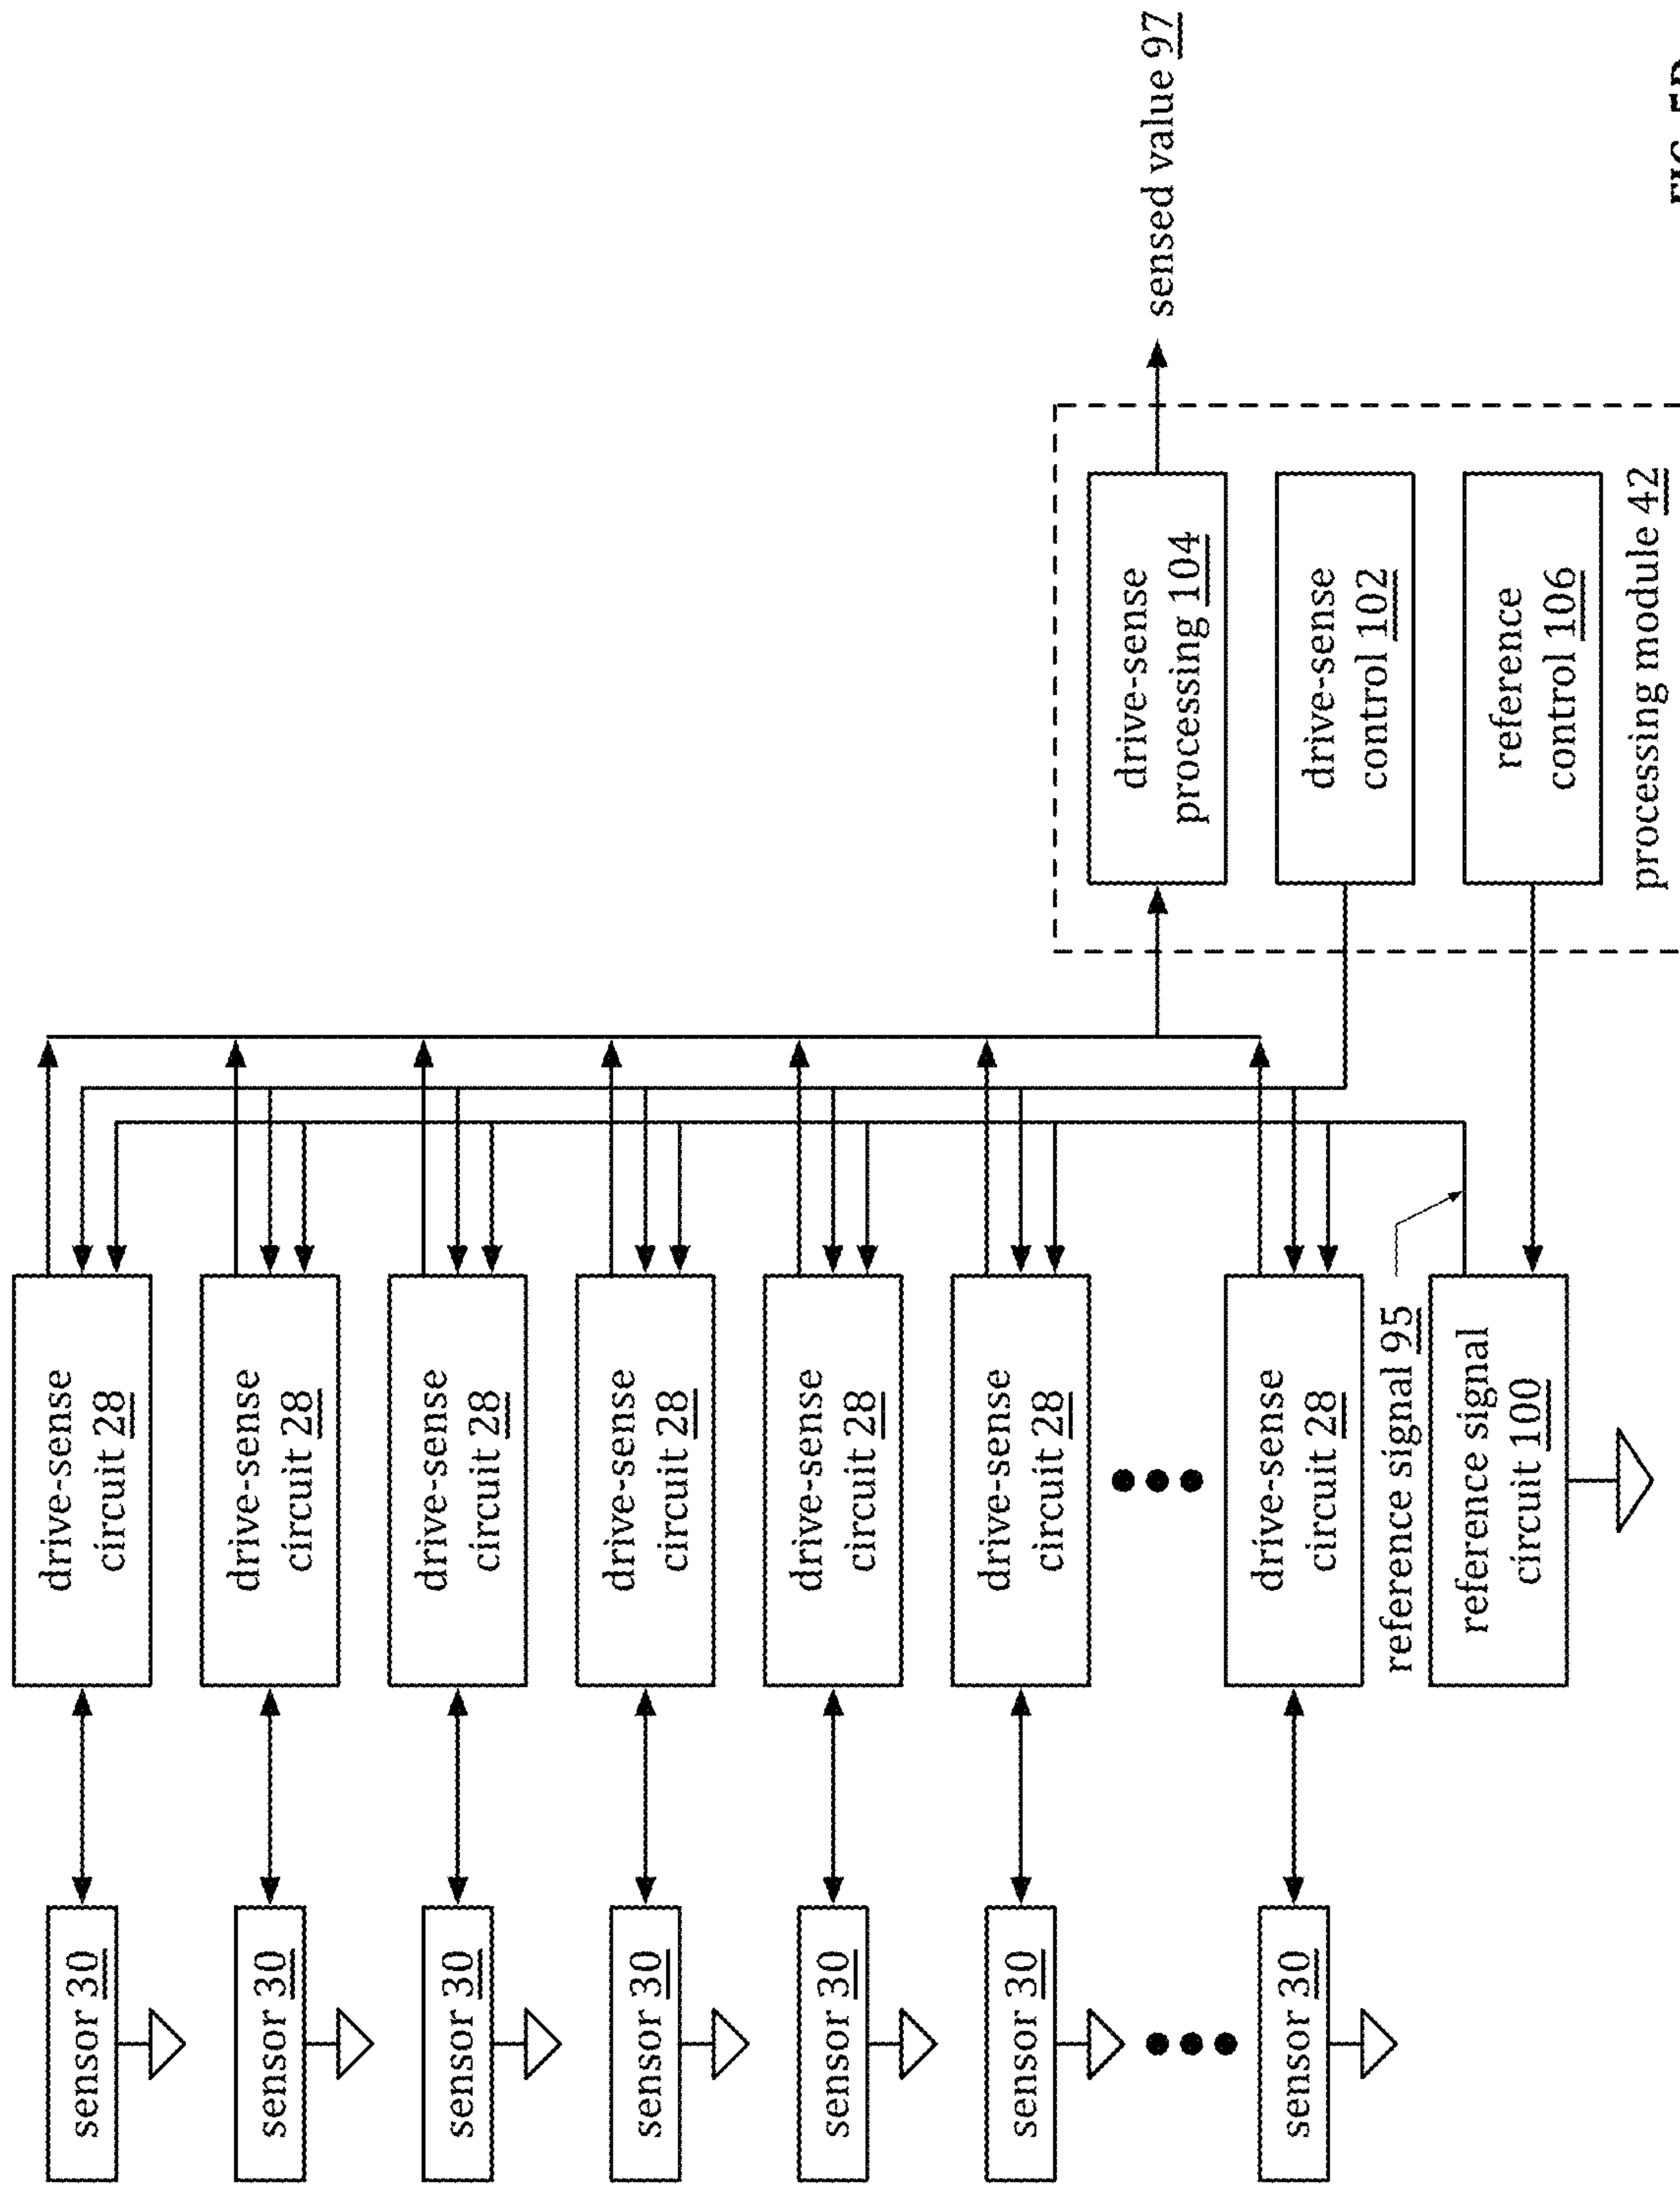 sensor 30
drive-sense
circuit 28
sensor 30
drive-sense
circuit 28
sensor 30
drive-sense
circuit 28
sensor 30
drive-sense
circuit 28
sensor 30
drive-sense
circuit 28
sensor 30
drive-sense
circuit 28
sensor 30
drive-sense
circuit 28
reference signal 95
reference signal
circuit 100
drive-sense
processing 104
sensed value 97
drive-sense
control 102
reference
control 106
processing module 42
FIG.